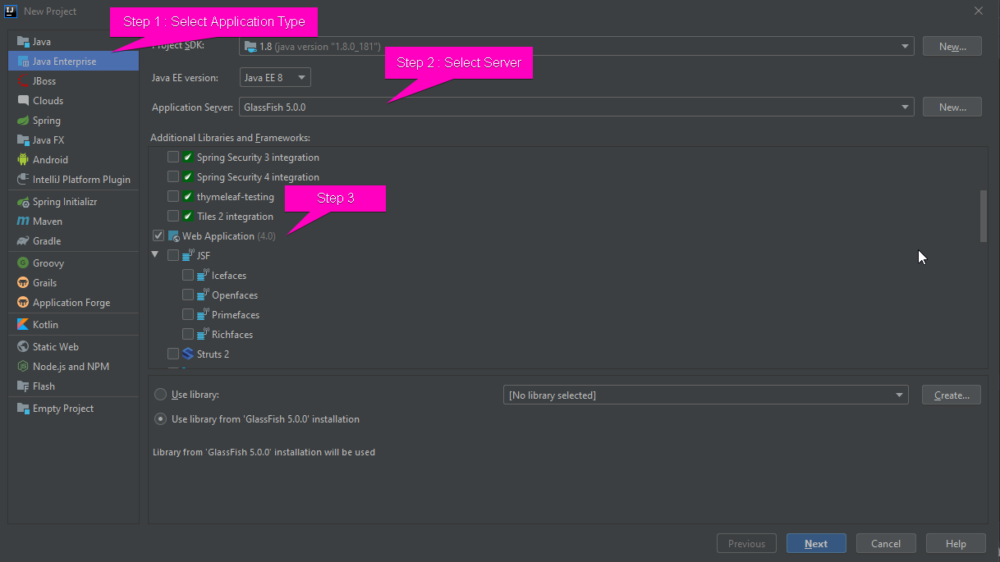 IJ
New Project
Step 1 : Select Application Type
Java
Java Enterprise
JBoss
Clouds
Spring
Java FX
Android
IntelliJ Platform Plugin
Spring Initializr
Maven
Gradle
Groovy
Grails
Application Forge
Kotlin
Static Web
Node.js and NPM
Flash
Empty Project
Project SDK:
1.8 (java version "1.8.0_181")
New...
Step 2 : Select Server
Java EE version:
Java EE 8
Application Server:
GlassFish 5.0.0
New...
Additional Libraries and Frameworks:
Spring Security 3 integration
Spring Security 4 integration
thymeleaf-testing
Step 3
Tiles 2 integration
Web Application (4.0)
JSF
Icefaces
Openfaces
Primefaces
Richfaces
Struts 2
Use library:
[No library selected]
Create...
Use library from 'GlassFish 5.0.0' installation
Library from 'GlassFish 5.0.0' installation will be used
Previous
Next
Cancel
Help